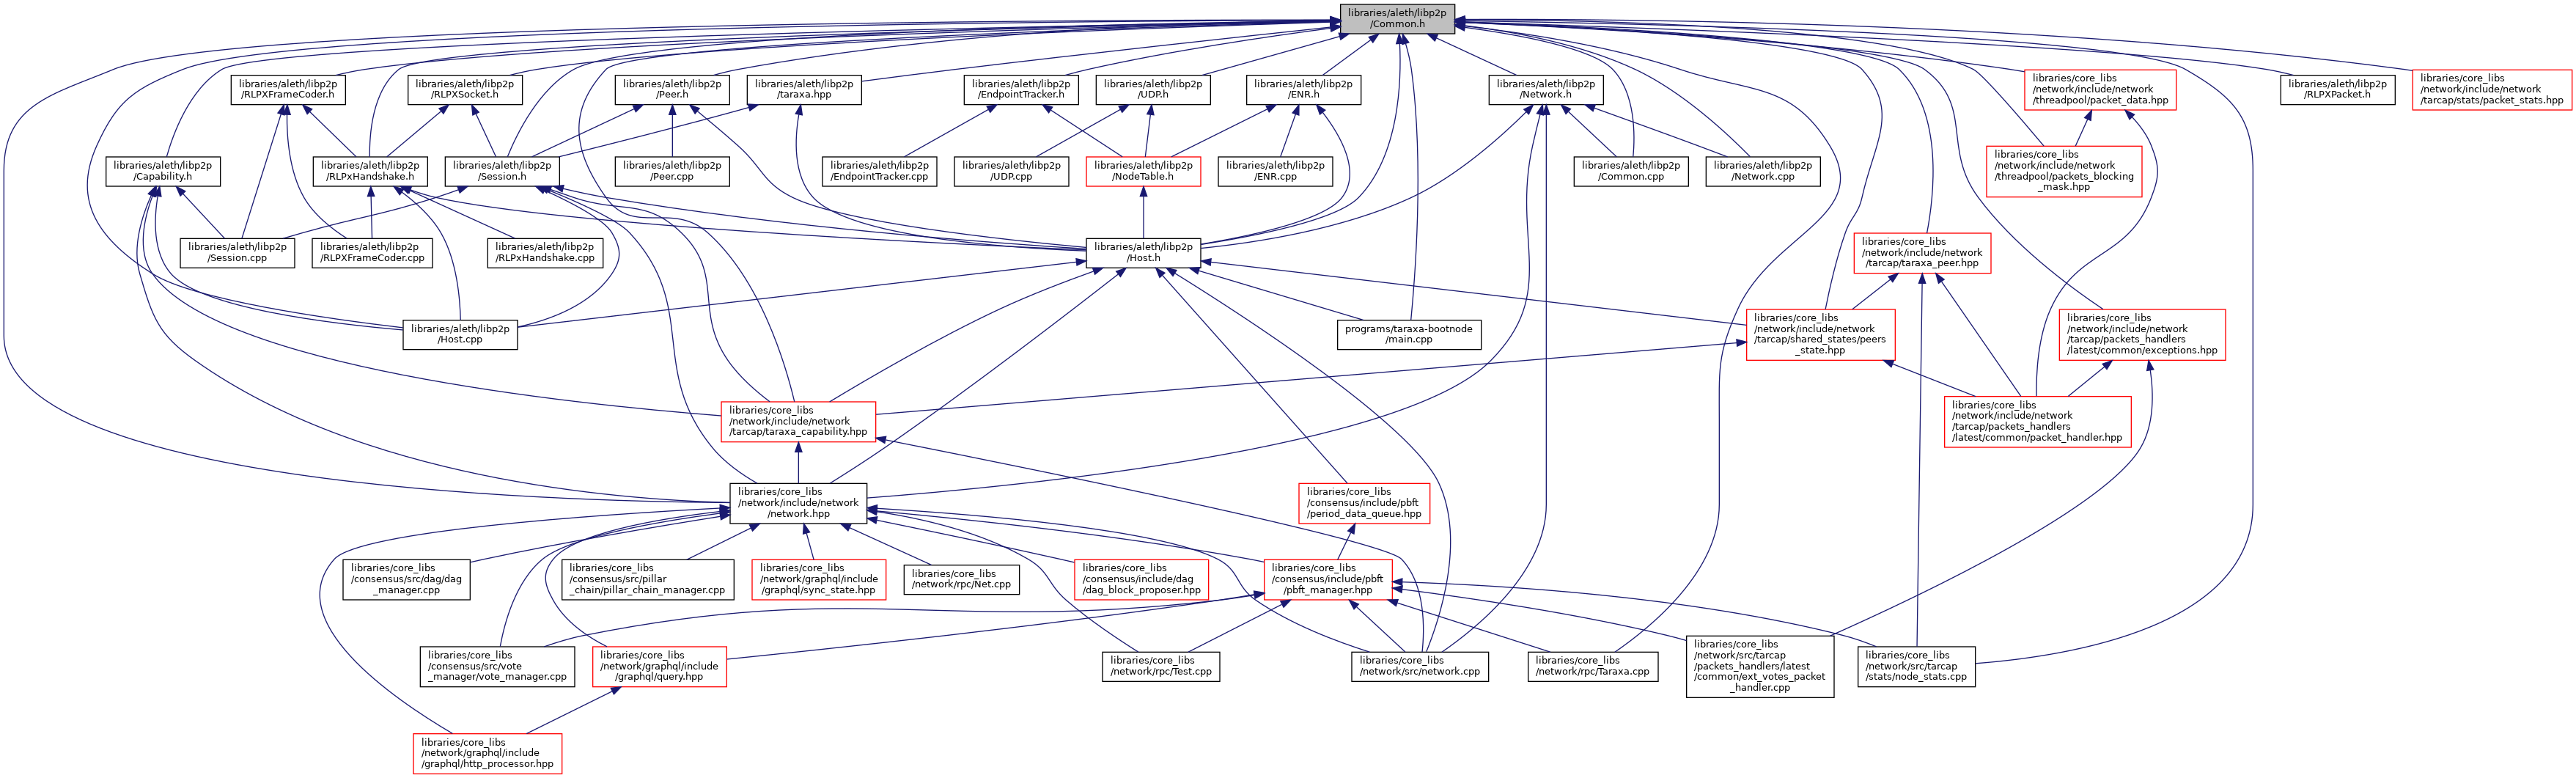 libraries/aleth/libp2p
/Common.h
libraries/aleth/libp2p
/RLPXFrameCoder.h
libraries/aleth/libp2p
/RLPXSocket.h
libraries/aleth/libp2p
/Peer.h
libraries/aleth/libp2p
/taraxa.hpp
libraries/aleth/libp2p
/EndpointTracker.h
libraries/aleth/libp2p
/UDP.h
libraries/aleth/libp2p
/ENR.h
libraries/aleth/libp2p
/Network.h
libraries/core_libs
/network/include/network
/threadpool/packet_data.hpp
libraries/aleth/libp2p
/RLPXPacket.h
libraries/core_libs
/network/include/network
/tarcap/stats/packet_stats.hpp
libraries/aleth/libp2p
/Capability.h
libraries/aleth/libp2p
/RLPxHandshake.h
libraries/aleth/libp2p
/Session.h
libraries/aleth/libp2p
/Peer.cpp
libraries/aleth/libp2p
/EndpointTracker.cpp
libraries/aleth/libp2p
/UDP.cpp
libraries/aleth/libp2p
/NodeTable.h
libraries/aleth/libp2p
/ENR.cpp
libraries/aleth/libp2p
/Common.cpp
libraries/aleth/libp2p
/Network.cpp
libraries/core_libs
/network/include/network
/threadpool/packets_blocking
_mask.hpp
libraries/aleth/libp2p
/Session.cpp
libraries/aleth/libp2p
/RLPXFrameCoder.cpp
libraries/aleth/libp2p
/RLPxHandshake.cpp
libraries/aleth/libp2p
/Host.h
libraries/core_libs
/network/include/network
/tarcap/taraxa_peer.hpp
libraries/aleth/libp2p
/Host.cpp
programs/taraxa-bootnode
/main.cpp
libraries/core_libs
/network/include/network
/tarcap/shared_states/peers
_state.hpp
libraries/core_libs
/network/include/network
/tarcap/packets_handlers
/latest/common/exceptions.hpp
libraries/core_libs
/network/include/network
/tarcap/taraxa_capability.hpp
libraries/core_libs
/network/include/network
/tarcap/packets_handlers
/latest/common/packet_handler.hpp
libraries/core_libs
/network/include/network
/network.hpp
libraries/core_libs
/consensus/include/pbft
/period_data_queue.hpp
libraries/core_libs
/consensus/src/dag/dag
_manager.cpp
libraries/core_libs
/consensus/src/pillar
_chain/pillar_chain_manager.cpp
libraries/core_libs
/network/graphql/include
/graphql/sync_state.hpp
libraries/core_libs
/network/rpc/Net.cpp
libraries/core_libs
/consensus/include/dag
/dag_block_proposer.hpp
libraries/core_libs
/consensus/include/pbft
/pbft_manager.hpp
libraries/core_libs
/consensus/src/vote
_manager/vote_manager.cpp
libraries/core_libs
/network/graphql/include
/graphql/query.hpp
libraries/core_libs
/network/rpc/Test.cpp
libraries/core_libs
/network/src/network.cpp
libraries/core_libs
/network/rpc/Taraxa.cpp
libraries/core_libs
/network/src/tarcap
/packets_handlers/latest
/common/ext_votes_packet
_handler.cpp
libraries/core_libs
/network/src/tarcap
/stats/node_stats.cpp
libraries/core_libs
/network/graphql/include
/graphql/http_processor.hpp